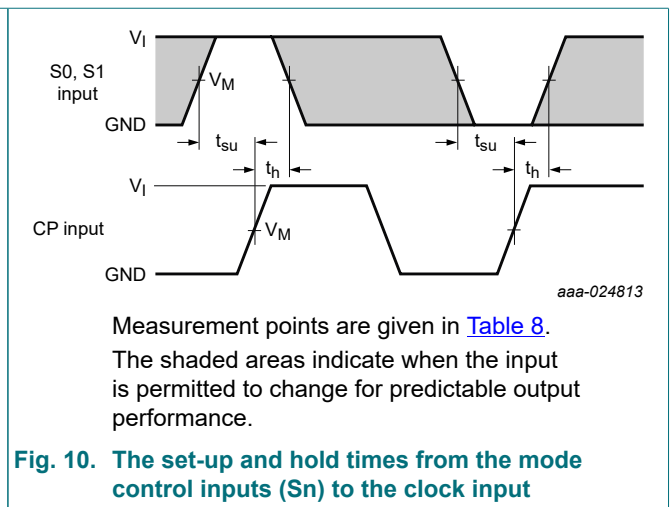 VI
S0, S1
input
VM
GND
tsu
tsu
th
th
VI
CP input
VM
GND
aaa-024813
Measurement points are given in Table 8.
The shaded areas indicate when the input
is permitted to change for predictable output
performance.
Fig. 10. The set-up and hold times from the mode
control inputs (Sn) to the clock input